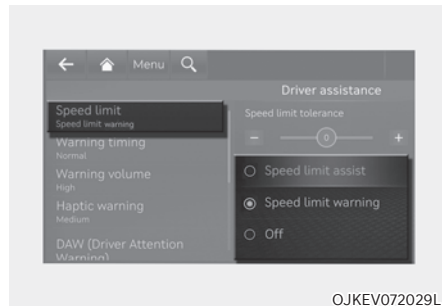 Menu
Driver assistance
Speed limit
Speed limit warning
Speed limit tolerance
− 0 +
Warning timing
Normal
Warning volume
High
Haptic warning
Medium
DAW (Driver Attention
Warning)
Speed limit assist
Speed limit warning
Off
OJKEV072029L